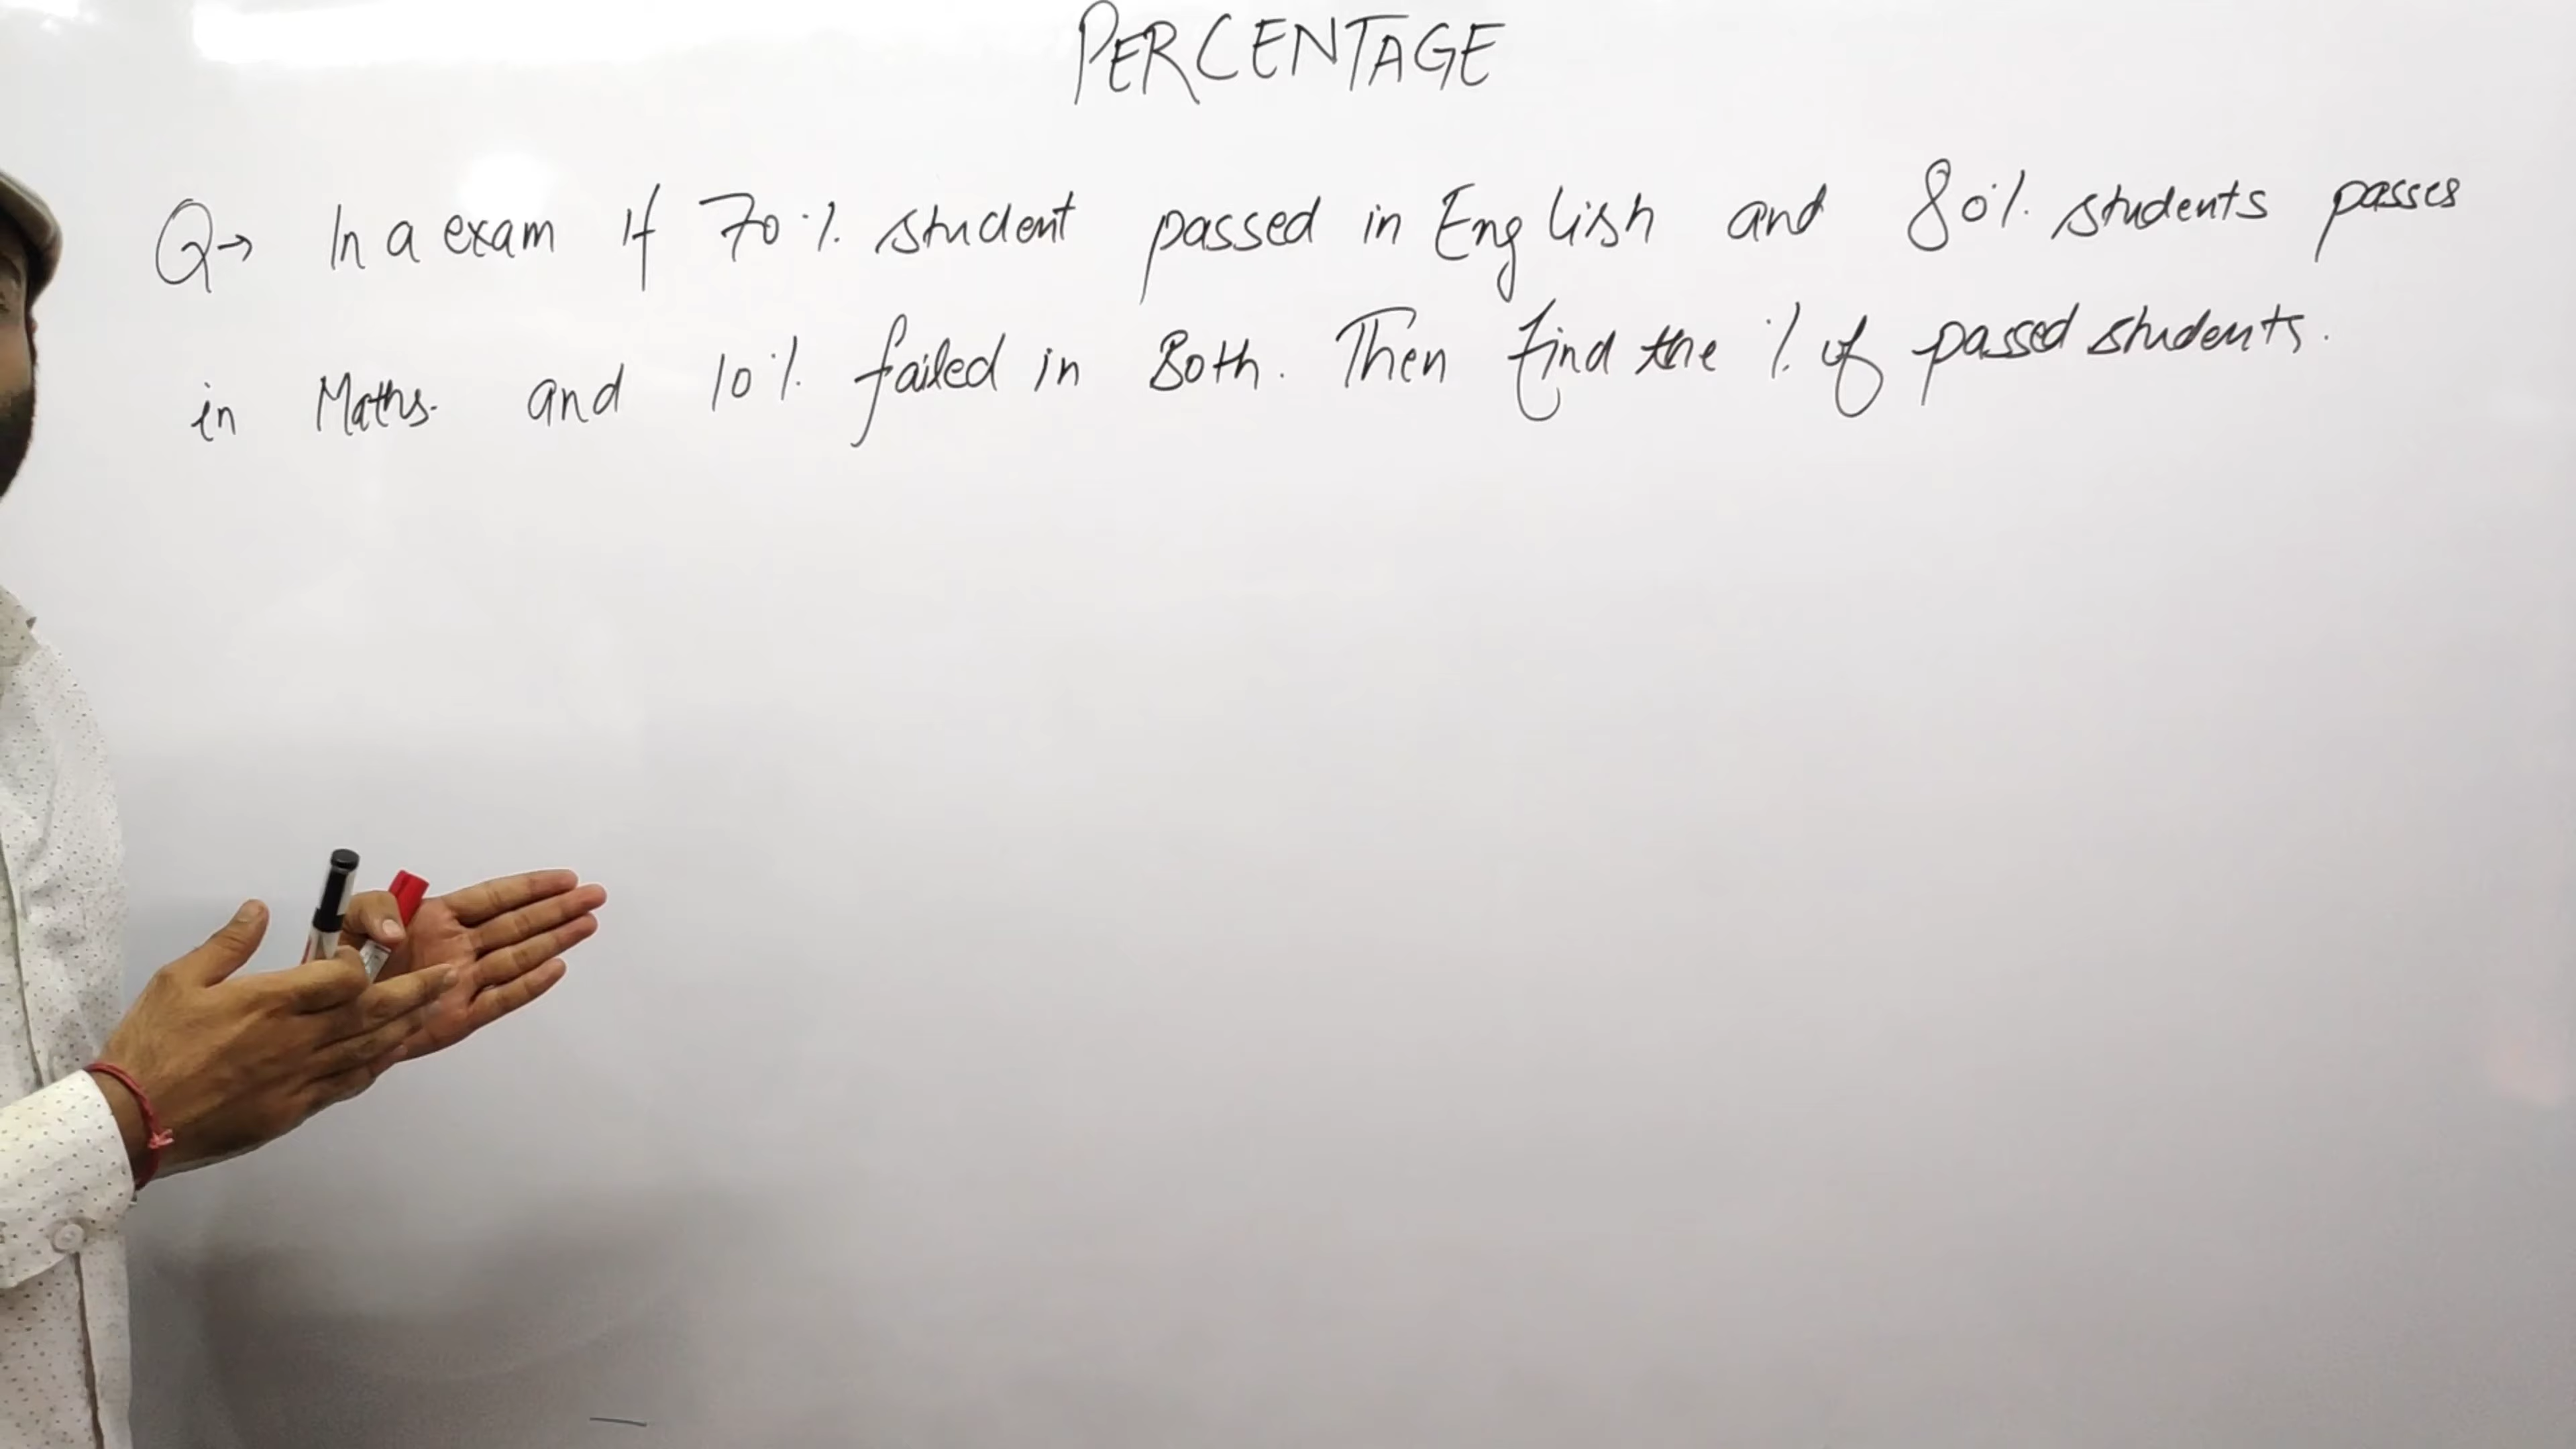 PERCENTAGE
Q→ In a exam if 70% student passed in English and 80% students passes
in Maths. and 10% failed in Both. Then find the % of passed students.